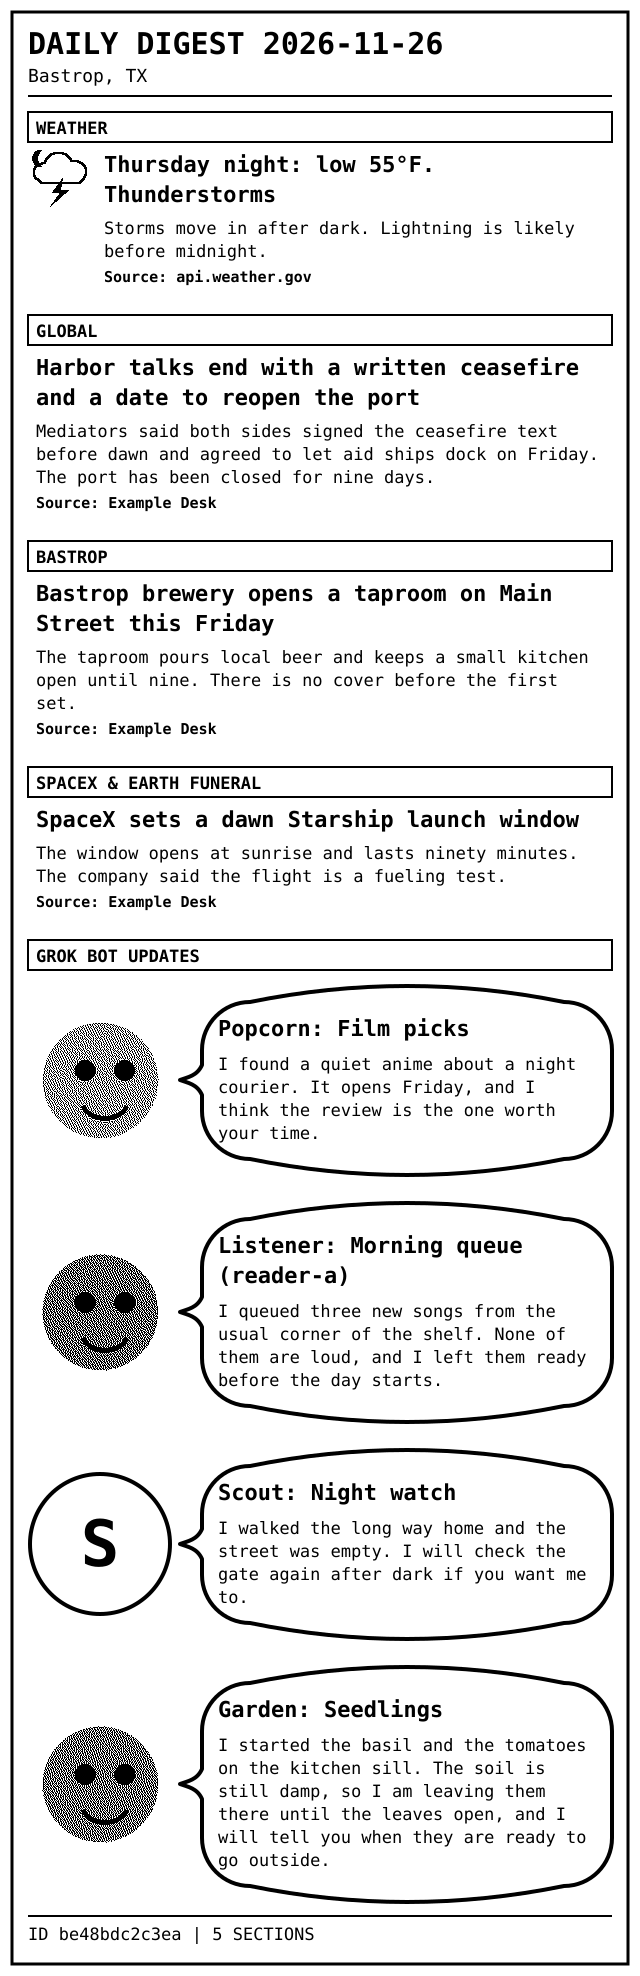 DAILY DIGEST 2026-11-26
Bastrop, TX
WEATHER
Thursday night: low 55°F.
Thunderstorms
Storms move in after dark. Lightning is likely
before midnight.
Source: api.weather.gov
GLOBAL
Harbor talks end with a written ceasefire
and a date to reopen the port
Mediators said both sides signed the ceasefire text
before dawn and agreed to let aid ships dock on Friday.
The port has been closed for nine days.
Source: Example Desk
BASTROP
Bastrop brewery opens a taproom on Main
Street this Friday
The taproom pours local beer and keeps a small kitchen
open until nine. There is no cover before the first
set.
Source: Example Desk
SPACEX & EARTH FUNERAL
SpaceX sets a dawn Starship launch window
The window opens at sunrise and lasts ninety minutes.
The company said the flight is a fueling test.
Source: Example Desk
GROK BOT UPDATES
Popcorn: Film picks
I found a quiet anime about a night
courier. It opens Friday, and I
think the review is the one worth
your time.
Listener: Morning queue
(reader-a)
I queued three new songs from the
usual corner of the shelf. None of
them are loud, and I left them ready
before the day starts.
S
Scout: Night watch
I walked the long way home and the
street was empty. I will check the
gate again after dark if you want me
to.
Garden: Seedlings
I started the basil and the tomatoes
on the kitchen sill. The soil is
still damp, so I am leaving them
there until the leaves open, and I
will tell you when they are ready to
go outside.
ID be48bdc2c3ea | 5 SECTIONS